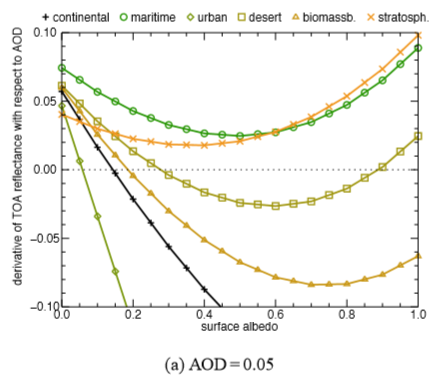 continental maritime urban desert biomassb. stratosph.
derivative of TOA reflectance with respect to AOD
0.10
0.05
0.00
−0.05
−0.10
0.0 0.2 0.4 0.6 0.8 1.0
surface albedo
(a) AOD = 0.05